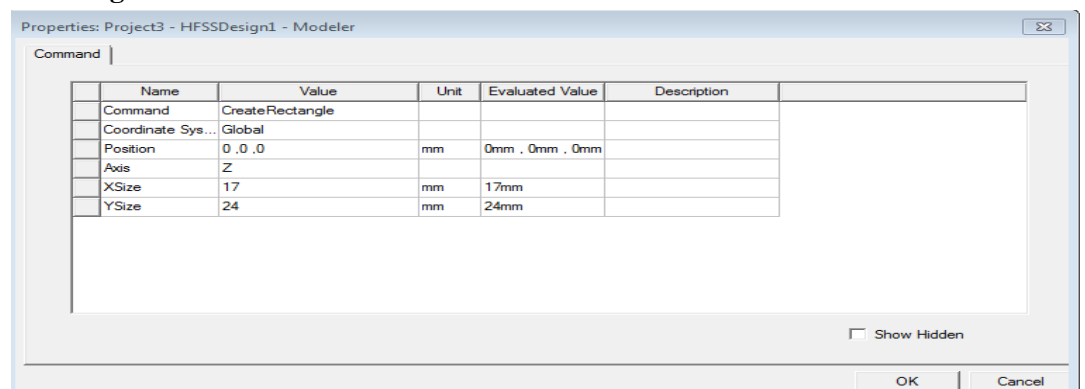 Properties: Project3 - HFSSDesign1 - Modeler
Command
Name Value Unit Evaluated Value Description
Command CreateRectangle
Coordinate Sys... Global
Position 0 ,0 ,0 mm 0mm , 0mm , 0mm
Axis Z
XSize 17 mm 17mm
YSize 24 mm 24mm
Show Hidden
OK Cancel